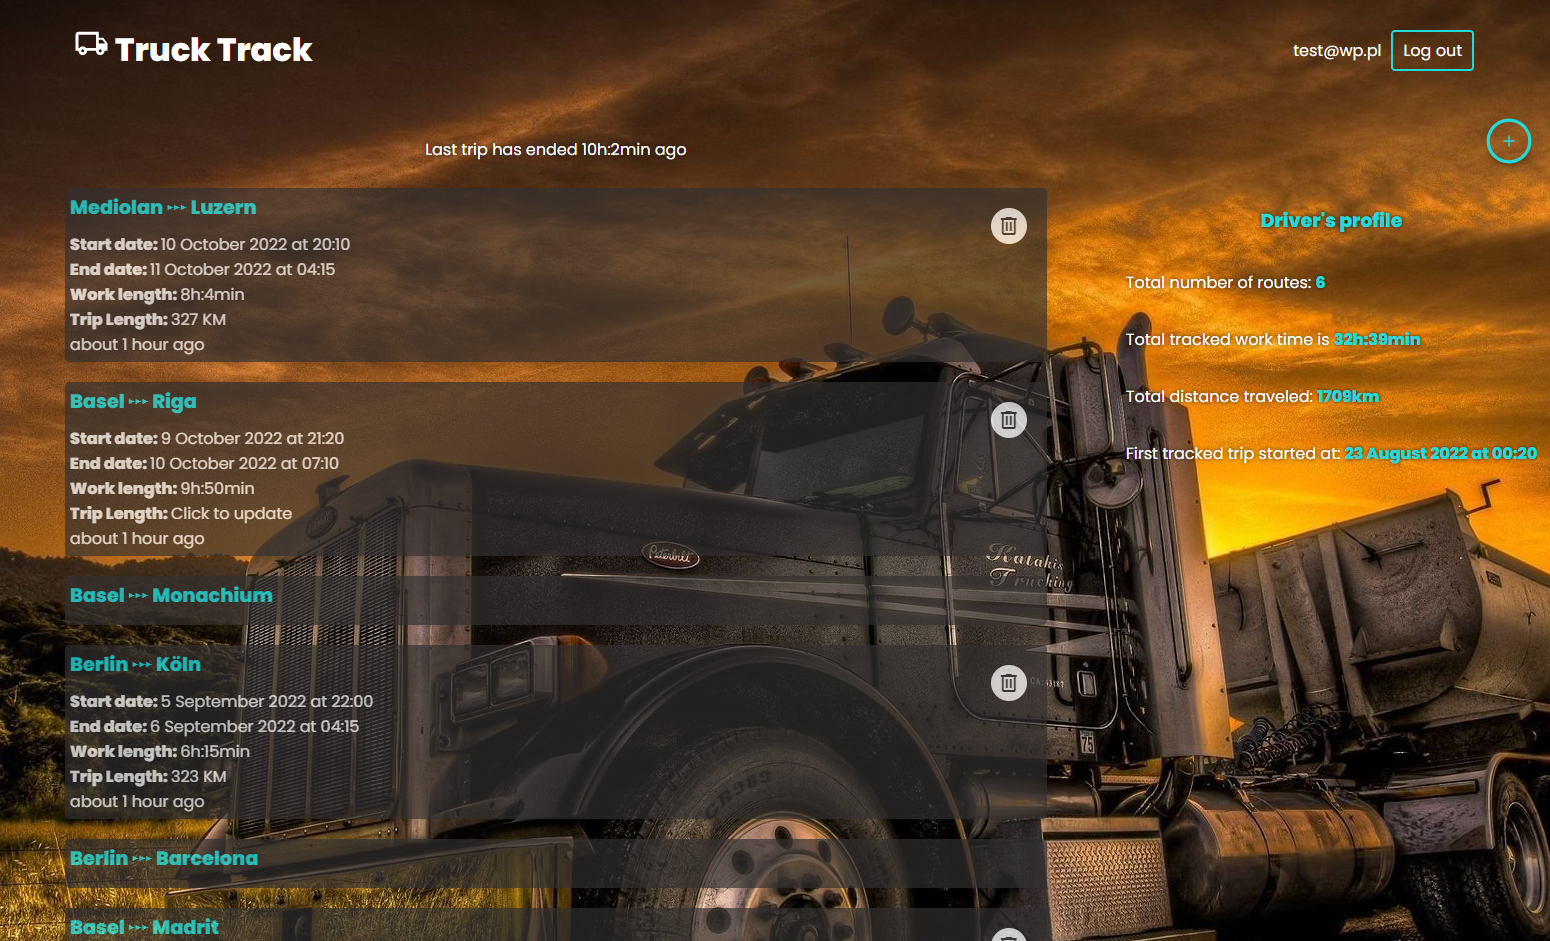 Truck Track
test@wp.pl Log out
+
Last trip has ended 10h:2min ago
Mediolan ➳ Luzern
Start date: 10 October 2022 at 20:10
End date: 11 October 2022 at 04:15
Work length: 8h:4min
Trip Length: 327 KM
about 1 hour ago
Basel ➳ Riga
Start date: 9 October 2022 at 21:20
End date: 10 October 2022 at 07:10
Work length: 9h:50min
Trip Length: Click to update
about 1 hour ago
Basel ➳ Monachium
Berlin ➳ Köln
Start date: 5 September 2022 at 22:00
End date: 6 September 2022 at 04:15
Work length: 6h:15min
Trip Length: 323 KM
about 1 hour ago
Berlin ➳ Barcelona
Basel ➳ Madrit
Driver's profile
Total number of routes: 6
Total tracked work time is 32h:39min
Total distance traveled: 1709km
First tracked trip started at: 23 August 2022 at 00:20
Peterbilt
Katakis
Trucking
75